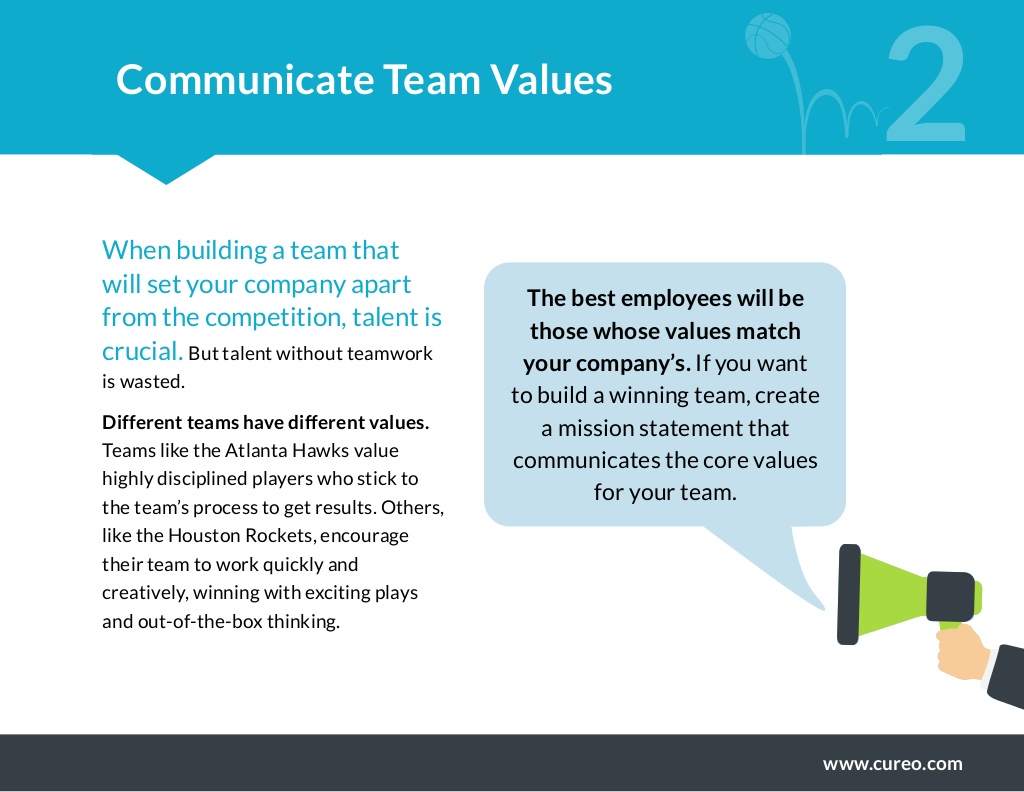 Communicate Team Values
2
When building a team that
will set your company apart
from the competition, talent is
crucial. But talent without teamwork
is wasted.
Different teams have different values.
Teams like the Atlanta Hawks value
highly disciplined players who stick to
the team’s process to get results. Others,
like the Houston Rockets, encourage
their team to work quickly and
creatively, winning with exciting plays
and out-of-the-box thinking.
The best employees will be
those whose values match
your company’s. If you want
to build a winning team, create
a mission statement that
communicates the core values
for your team.
www.cureo.com